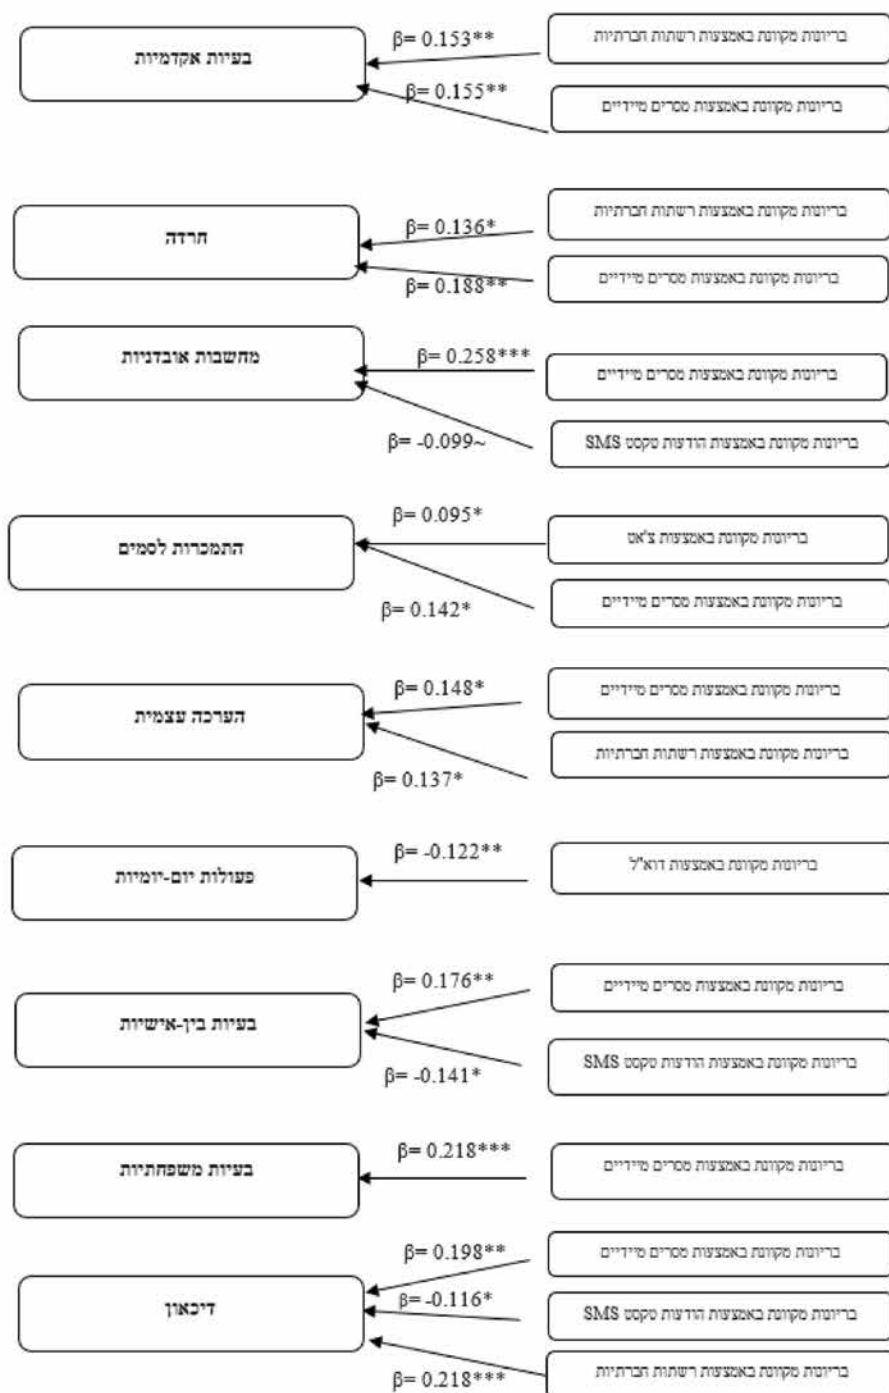 בריונות מקוונת באמצעות רשתות חברתיות
β= 0.153**
בעיות אקדמיות
β= 0.155**
בריונות מקוונת באמצעות מסרים מיידיים
בריונות מקוונת באמצעות רשתות חברתיות
β= 0.136*
חרדה
β= 0.188**
בריונות מקוונת באמצעות מסרים מיידיים
β= 0.258***
מחשבות אובדניות
בריונות מקוונת באמצעות מסרים מיידיים
β= -0.099~
בריונות מקוונת באמצעות הודעות טקסט SMS
β= 0.095*
בריונות מקוונת באמצעות צ'אט
התמכרות לסמים
β= 0.142*
בריונות מקוונת באמצעות מסרים מיידיים
בריונות מקוונת באמצעות מסרים מיידיים
β= 0.148*
הערכה עצמית
בריונות מקוונת באמצעות רשתות חברתיות
β= 0.137*
β= -0.122**
בריונות מקוונת באמצעות דוא"ל
פעולות יום-יומיות
β= 0.176**
בריונות מקוונת באמצעות מסרים מיידיים
בעיות בין-אישיות
בריונות מקוונת באמצעות הודעות טקסט SMS
β= -0.141*
β= 0.218***
בריונות מקוונת באמצעות מסרים מיידיים
בעיות משפחתיות
β= 0.198**
בריונות מקוונת באמצעות מסרים מיידיים
β= -0.116*
דיכאון
בריונות מקוונת באמצעות הודעות טקסט SMS
בריונות מקוונת באמצעות רשתות חברתיות
β= 0.218***